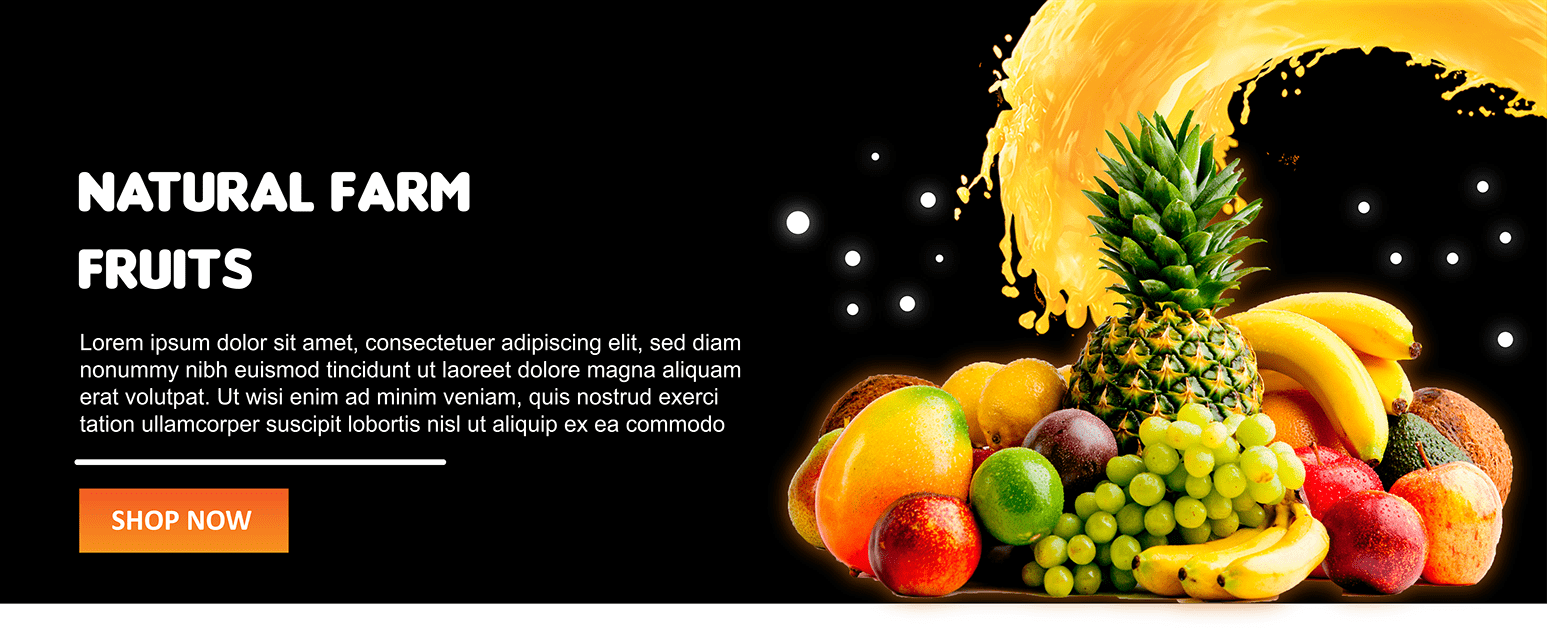 NATURAL FARM
FRUITS
Lorem ipsum dolor sit amet, consectetuer adipiscing elit, sed diam
nonummy nibh euismod tincidunt ut laoreet dolore magna aliquam
erat volutpat. Ut wisi enim ad minim veniam, quis nostrud exerci
tation ullamcorper suscipit lobortis nisl ut aliquip ex ea commodo
SHOP NOW